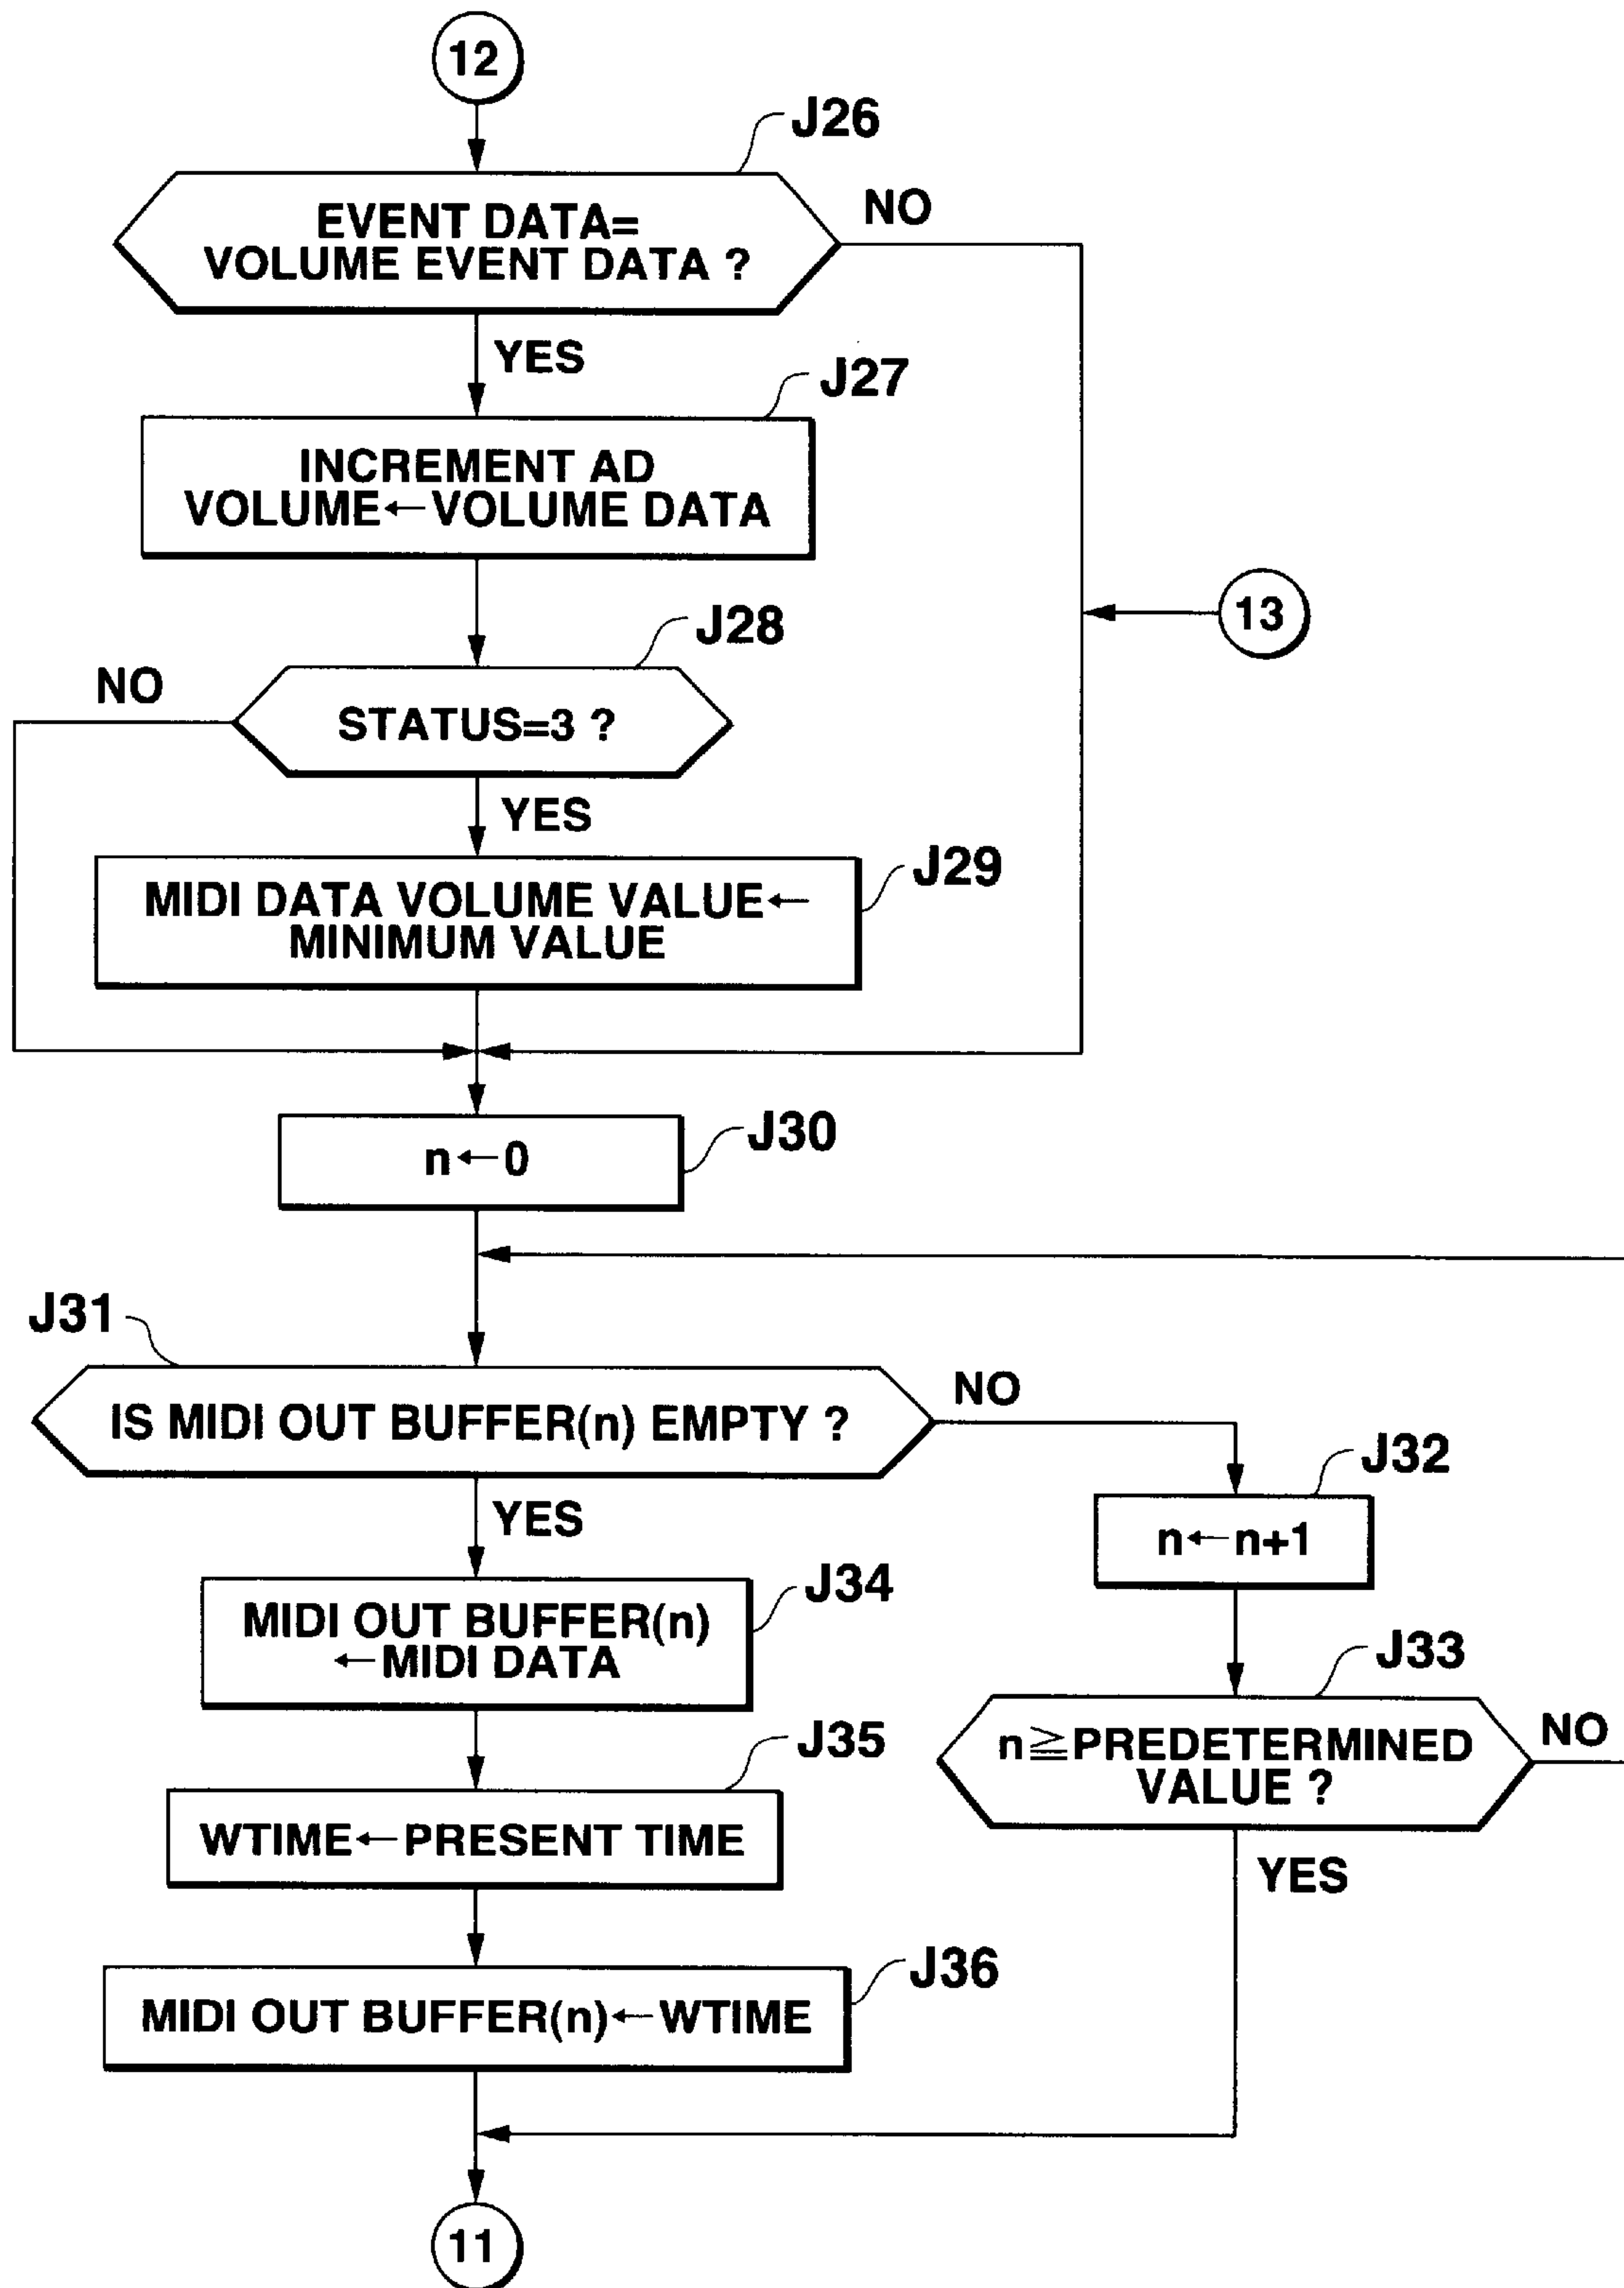 12
J26
EVENT DATA=
VOLUME EVENT DATA ?
NO
YES
J27
INCREMENT AD
VOLUME←VOLUME DATA
13
J28
NO
STATUS=3 ?
YES
J29
MIDI DATA VOLUME VALUE←
MINIMUM VALUE
J30
n←0
J31
IS MIDI OUT BUFFER(n) EMPTY ?
NO
J32
n←n+1
YES
J34
MIDI OUT BUFFER(n)
←MIDI DATA
J33
n≧PREDETERMINED
VALUE ?
NO
YES
J35
WTIME←PRESENT TIME
J36
MIDI OUT BUFFER(n)←WTIME
11